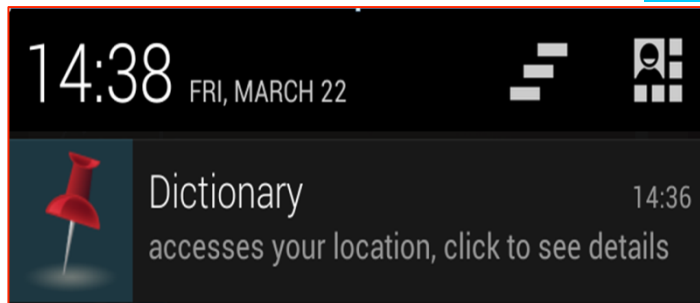 14:38 FRI, MARCH 22
Dictionary 14:36
accesses your location, click to see details